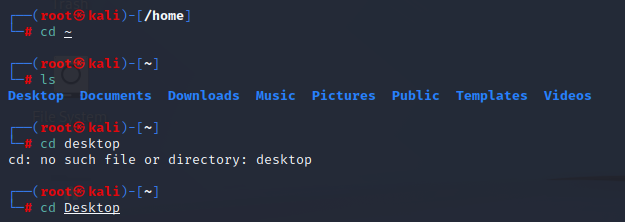 ┌──(root㉿kali)-[/home]
└─# cd ~
┌──(root㉿kali)-[~]
└─# ls
Desktop Documents Downloads Music Pictures Public Templates Videos
┌──(root㉿kali)-[~]
└─# cd desktop
cd: no such file or directory: desktop
┌──(root㉿kali)-[~]
└─# cd Desktop